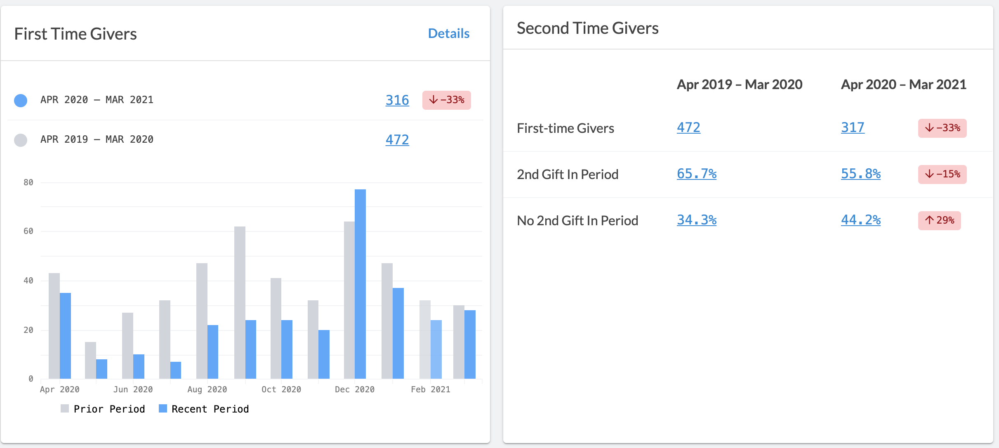 First Time Givers
Details
APR 2020 – MAR 2021
316
↓ −33%
APR 2019 – MAR 2020
472
80
60
40
20
0
Apr 2020
Jun 2020
Aug 2020
Oct 2020
Dec 2020
Feb 2021
Prior Period
Recent Period
Second Time Givers
Apr 2019 – Mar 2020 Apr 2020 – Mar 2021
First-time Givers 472 317 ↓ −33%
2nd Gift In Period 65.7% 55.8% ↓ −15%
No 2nd Gift In Period 34.3% 44.2% ↑ 29%